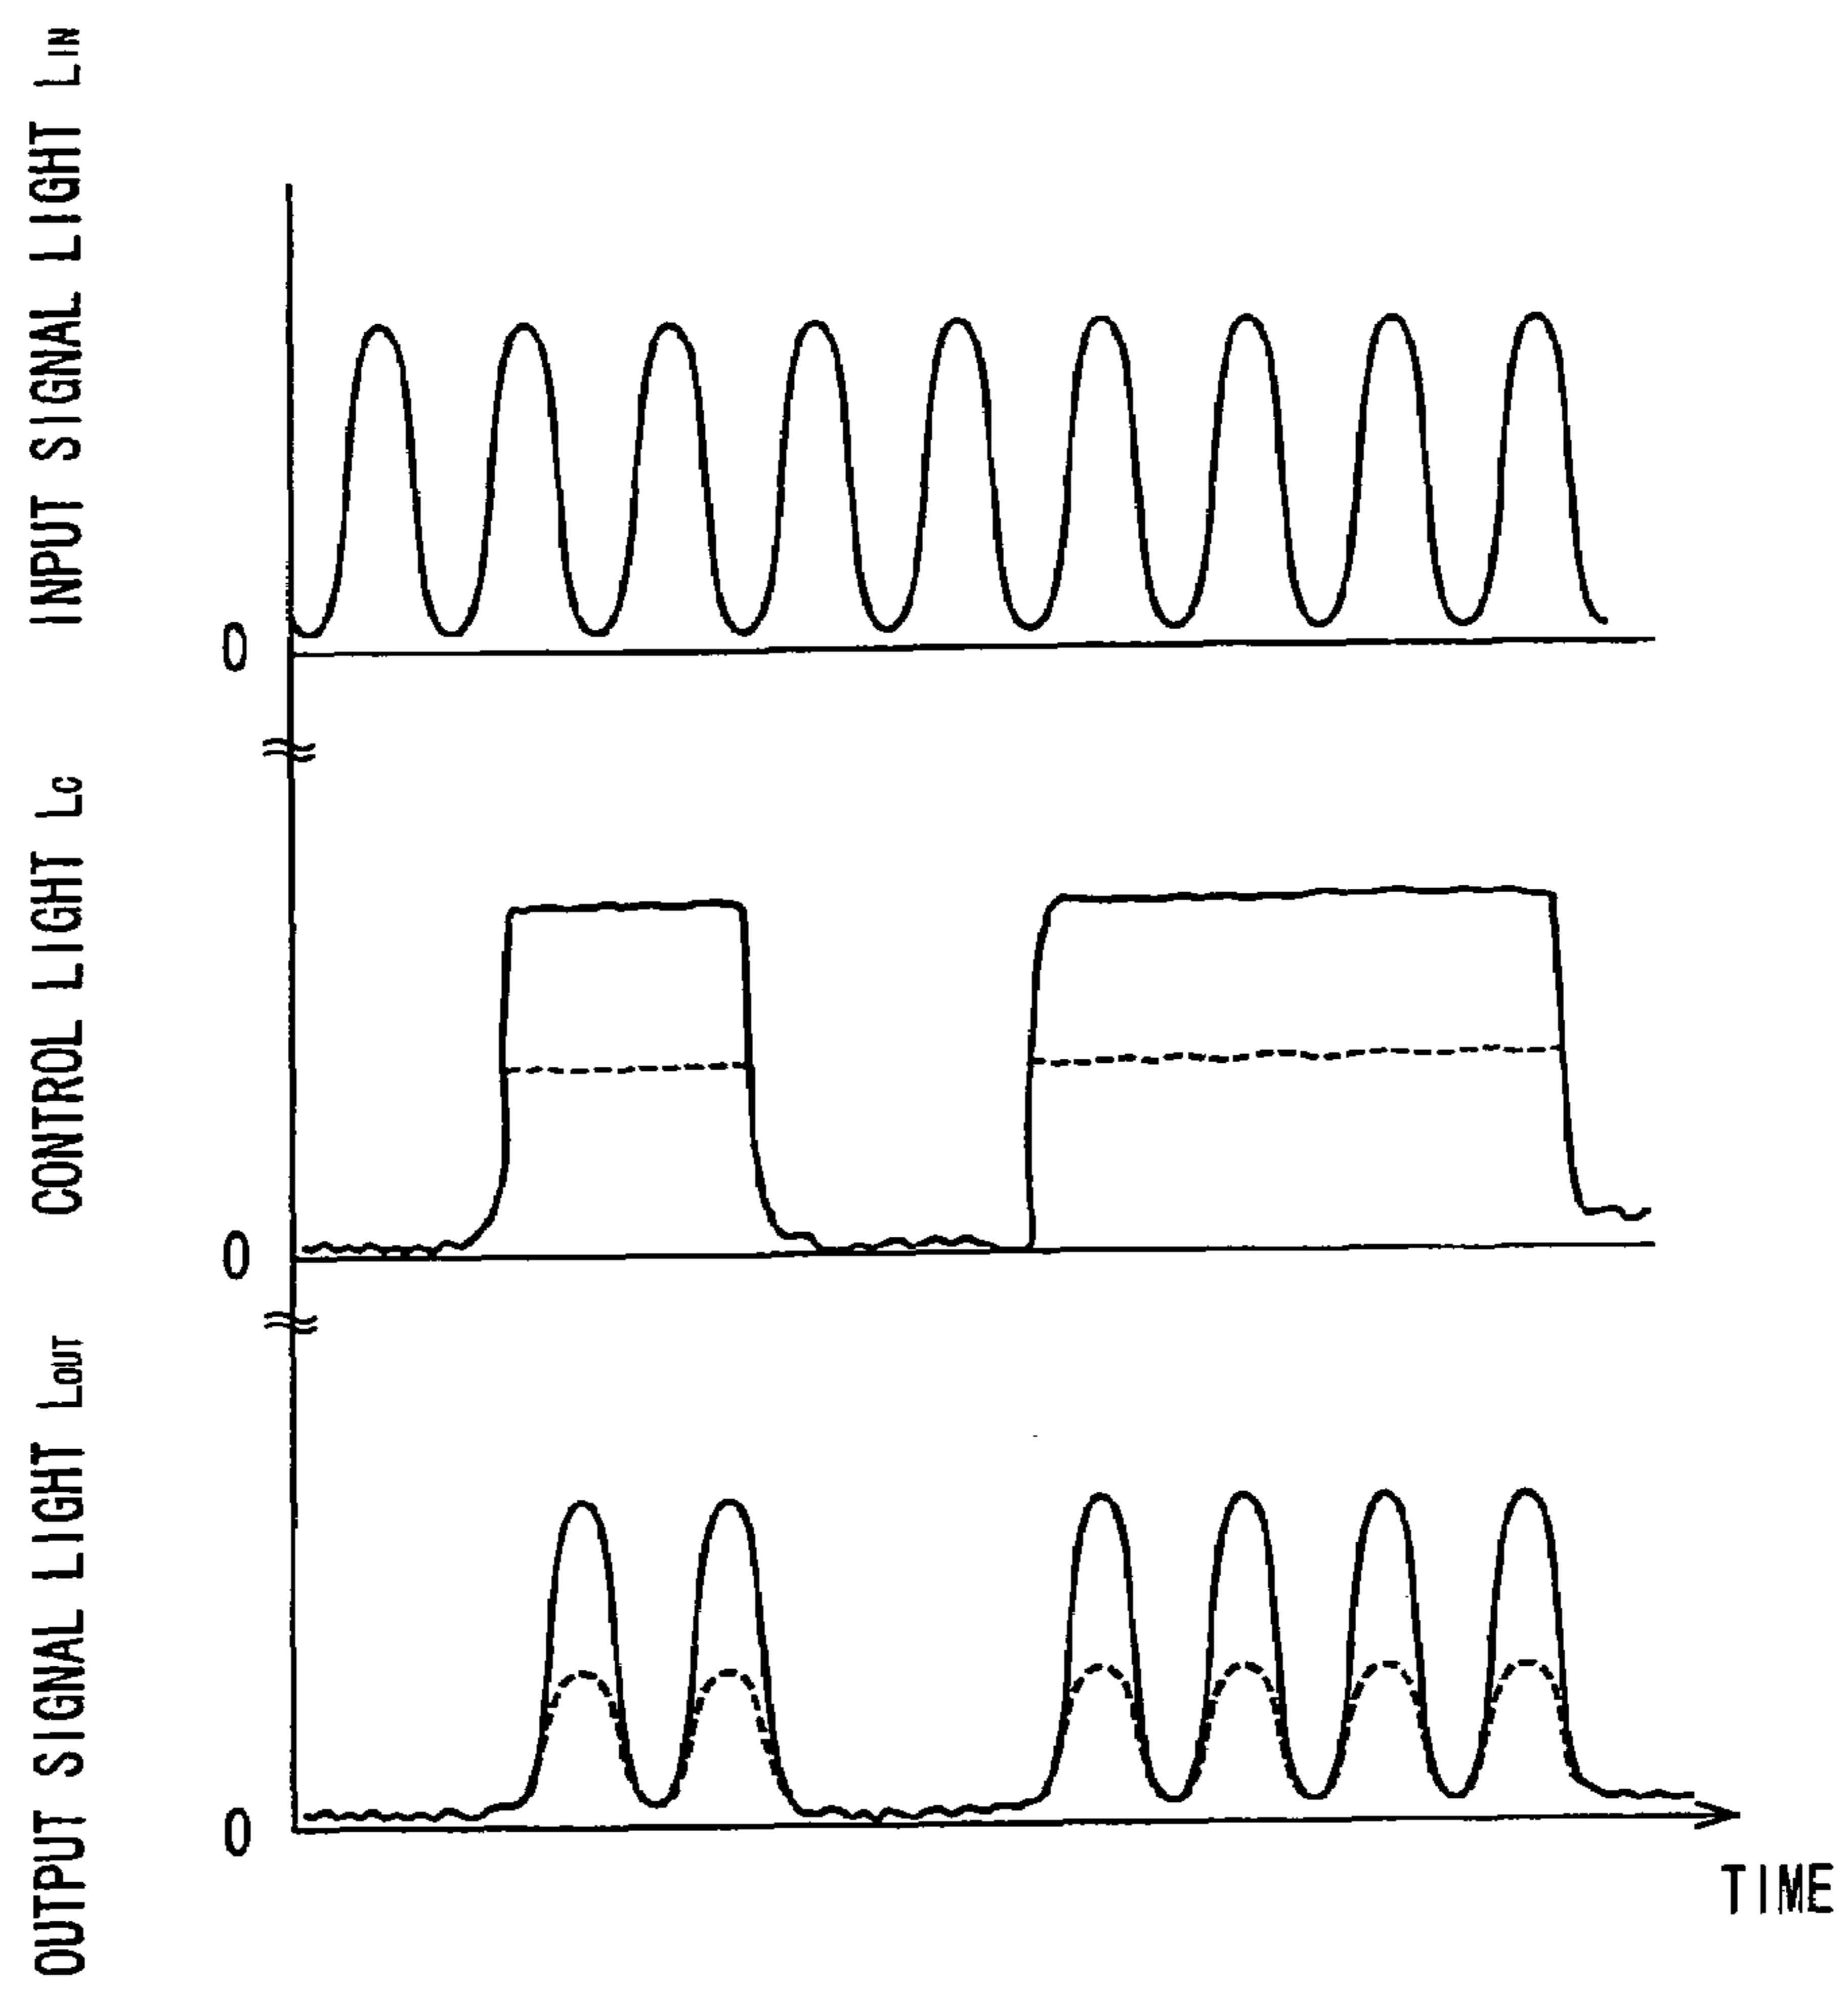 INPUT SIGNAL LIGHT LIN
0
CONTROL LIGHT LC
0
OUTPUT SIGNAL LIGHT LOUT
0
TIME